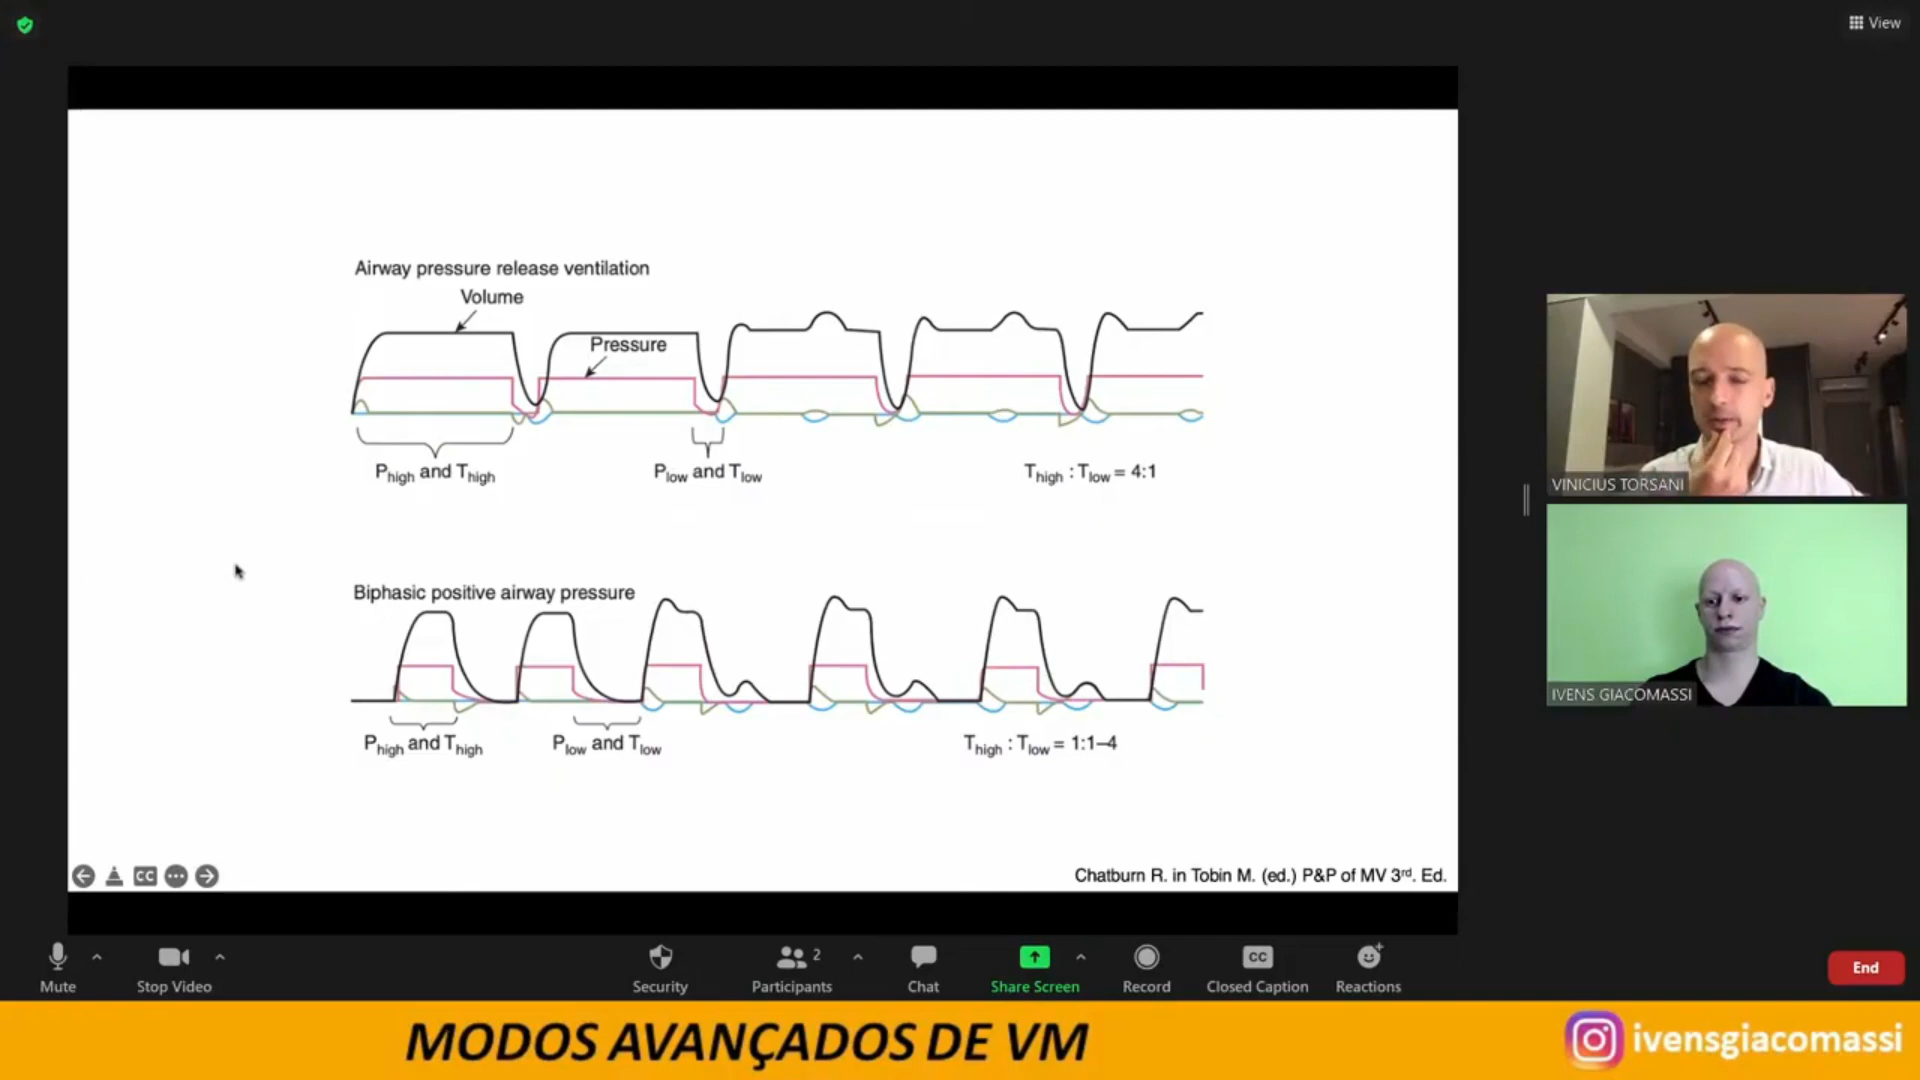 View
Airway pressure release ventilation
Volume
Pressure
Phigh and Thigh
Plow and Tlow
Thigh : Tlow = 4:1
VINICIUS TORSANI
Biphasic positive airway pressure
IVENS GIACOMASSI
Phigh and Thigh
Plow and Tlow
Thigh : Tlow = 1:1–4
CC
Chatburn R. in Tobin M. (ed.) P&P of MV 3rd. Ed.
2
CC
Mute
Stop Video
Security
Participants
Chat
Share Screen
Record
Closed Caption
Reactions
End
MODOS AVANÇADOS DE VM
ivensgiacomassi